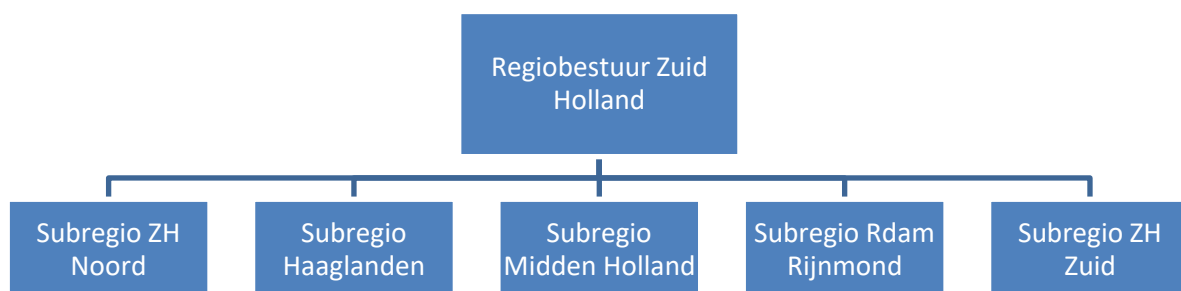 Regiobestuur Zuid
Holland
Subregio ZH
Noord
Subregio
Haaglanden
Subregio
Midden Holland
Subregio Rdam
Rijnmond
Subregio ZH
Zuid